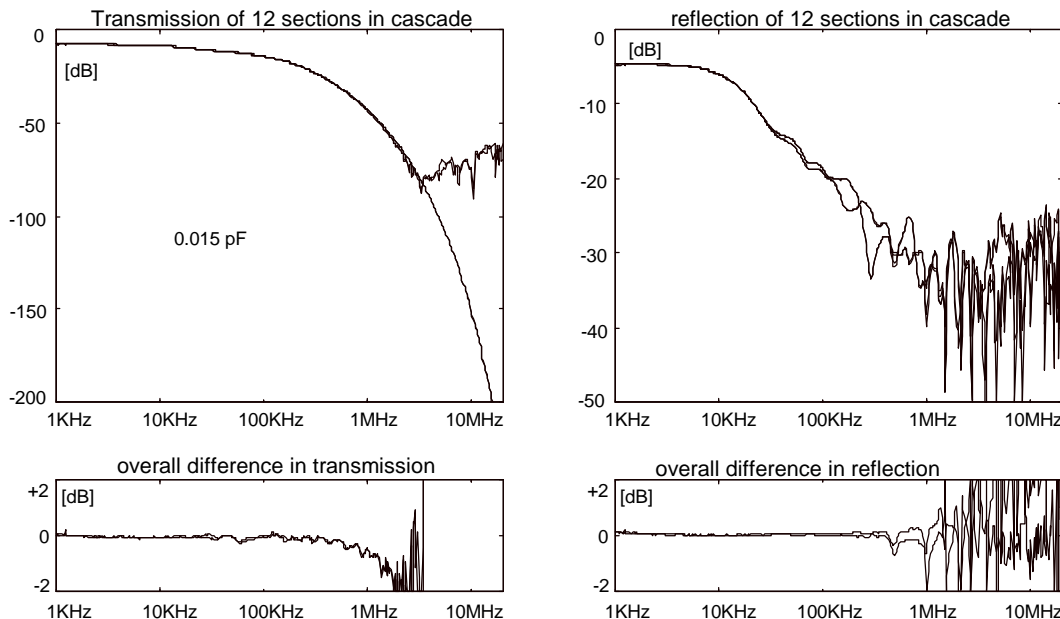 Transmission of 12 sections in cascade
0
[dB]
-50
-100
0.015 pF
-150
-200
1KHz 10KHz 100KHz 1MHz 10MHz
reflection of 12 sections in cascade
0
[dB]
-10
-20
-30
-40
-50
1KHz 10KHz 100KHz 1MHz 10MHz
overall difference in transmission
+2
[dB]
0
-2
1KHz 10KHz 100KHz 1MHz 10MHz
overall difference in reflection
+2
[dB]
0
-2
1KHz 10KHz 100KHz 1MHz 10MHz